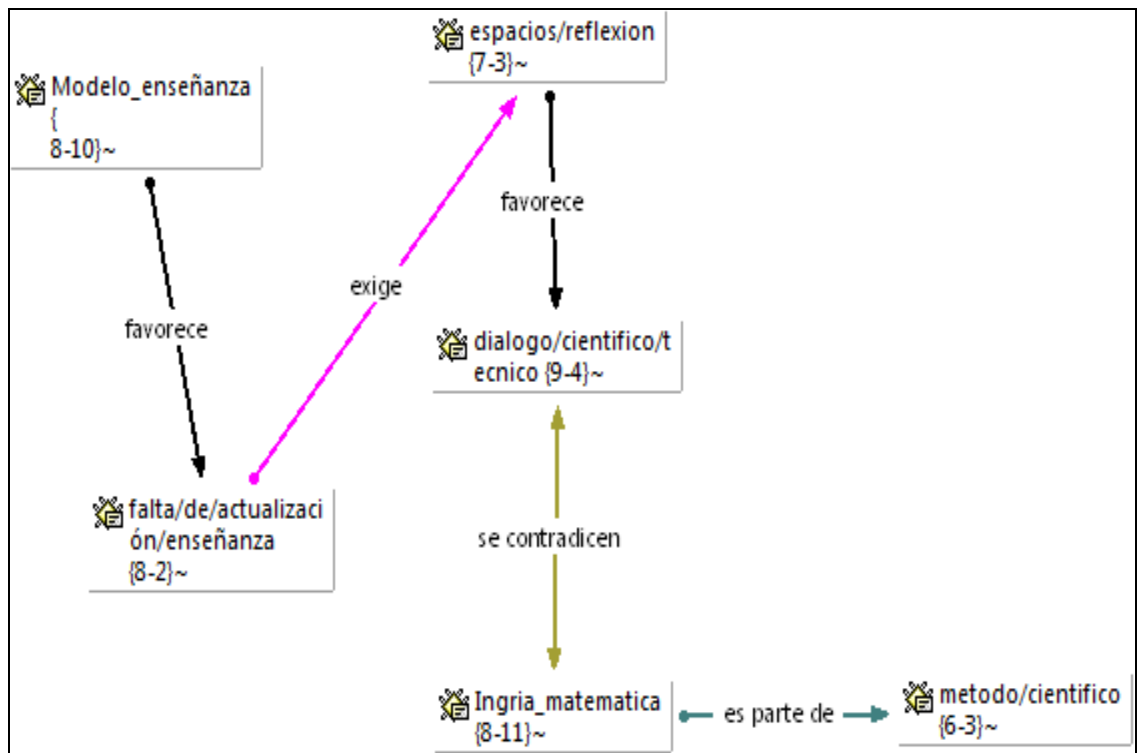 espacios/reflexion
{7-3}~
Modelo_enseñanza
{
8-10}~
favorece
exige
favorece
dialogo/cientifico/t
ecnico {9-4}~
falta/de/actualizaci
ón/enseñanza
{8-2}~
se contradicen
Ingria_matematica
{8-11}~
es parte de
metodo/cientifico
{6-3}~